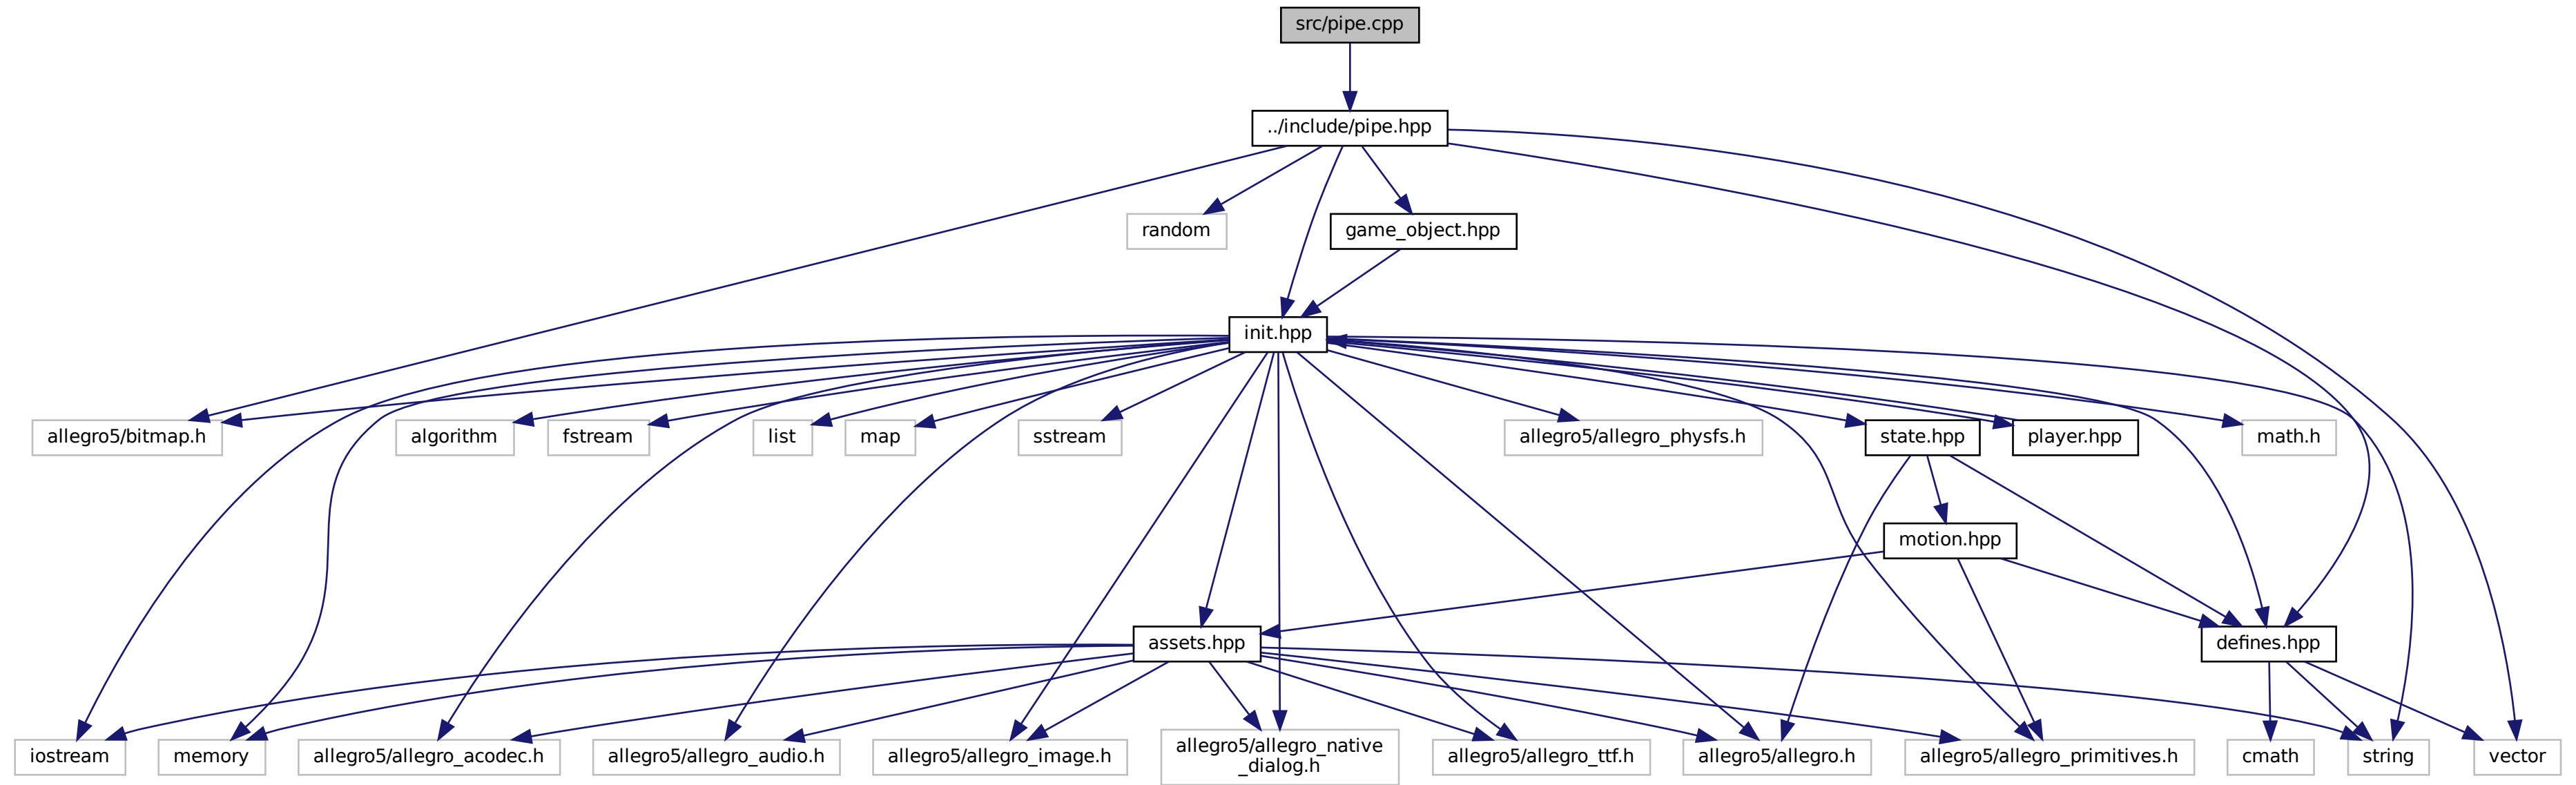 src/pipe.cpp
../include/pipe.hpp
random
game_object.hpp
init.hpp
allegro5/bitmap.h
algorithm
fstream
list
map
sstream
allegro5/allegro_physfs.h
state.hpp
player.hpp
math.h
motion.hpp
assets.hpp
defines.hpp
iostream
memory
allegro5/allegro_acodec.h
allegro5/allegro_audio.h
allegro5/allegro_image.h
allegro5/allegro_native
_dialog.h
allegro5/allegro_ttf.h
allegro5/allegro.h
allegro5/allegro_primitives.h
cmath
string
vector